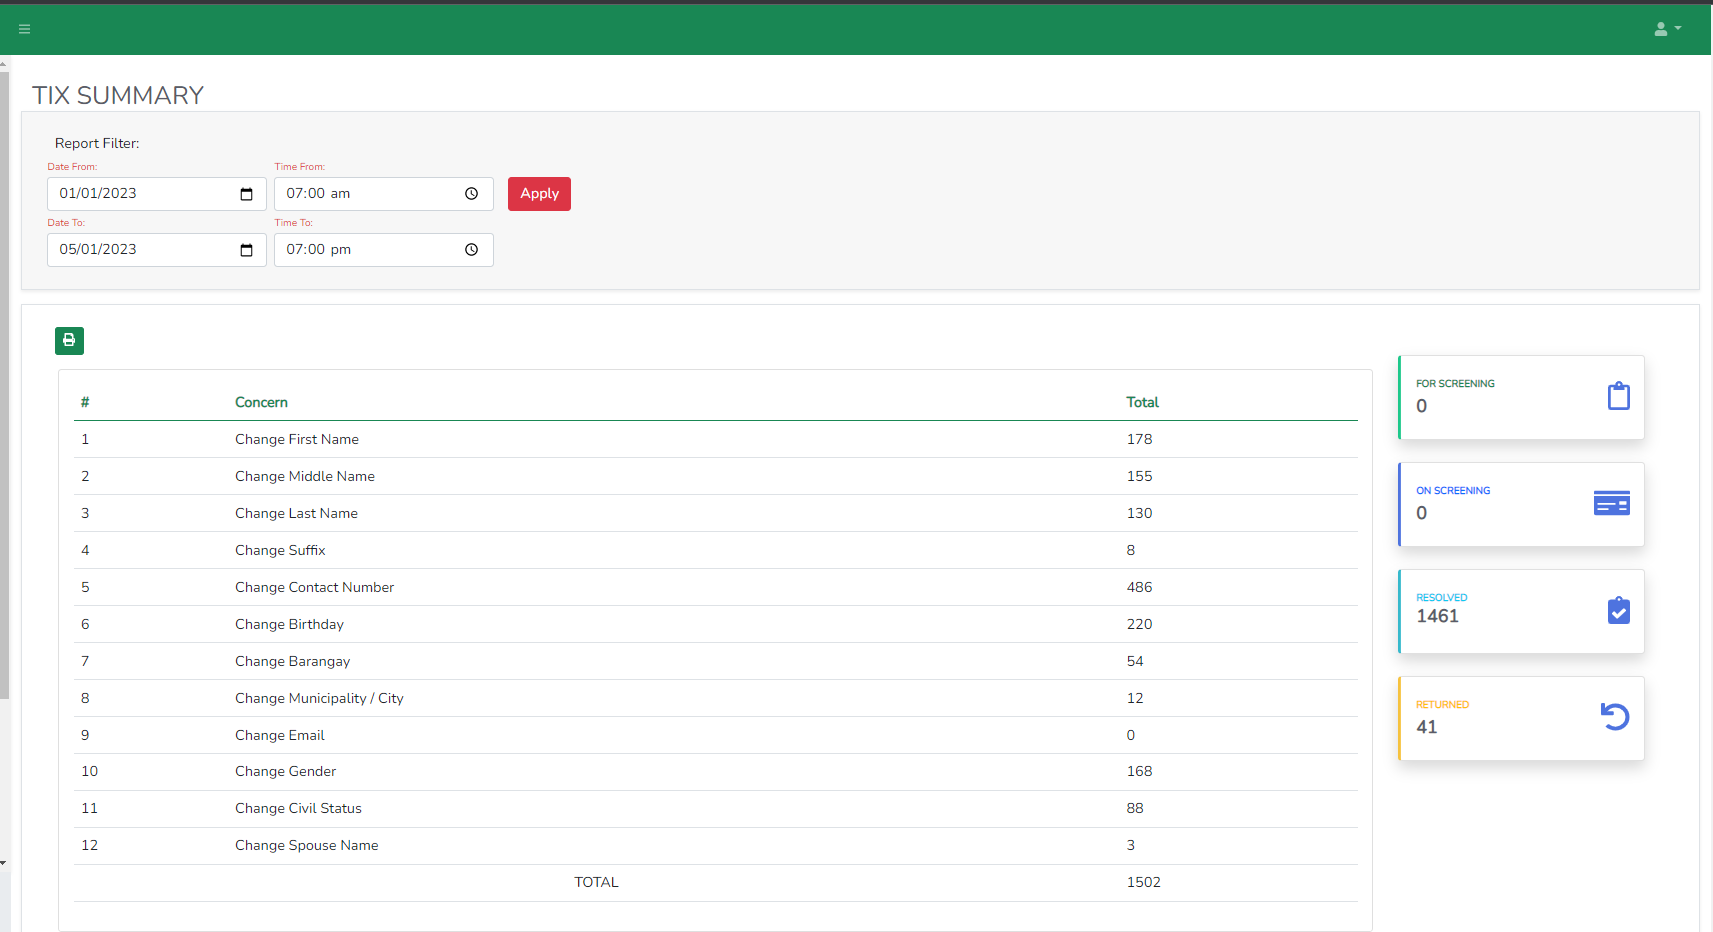 TIX SUMMARY
Report Filter:
Date From: Time From:
01/01/2023 07:00 am Apply
Date To: Time To:
05/01/2023 07:00 pm
# Concern Total
1 Change First Name 178
2 Change Middle Name 155
3 Change Last Name 130
4 Change Suffix 8
5 Change Contact Number 486
6 Change Birthday 220
7 Change Barangay 54
8 Change Municipality / City 12
9 Change Email 0
10 Change Gender 168
11 Change Civil Status 88
12 Change Spouse Name 3
TOTAL 1502
FOR SCREENING
0
ON SCREENING
0
RESOLVED
1461
RETURNED
41